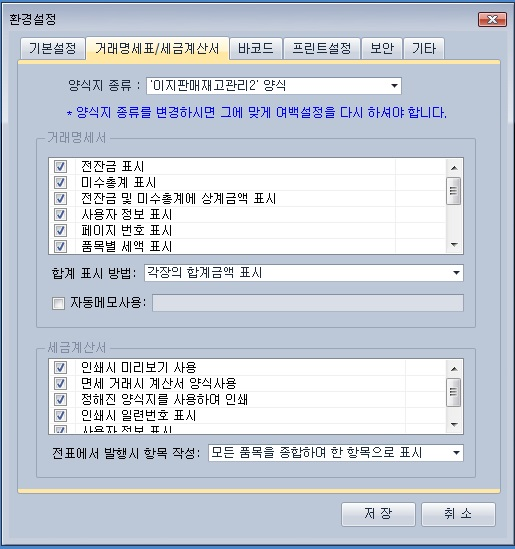 환경설정
기본설정 거래명세표/세금계산서 바코드 프린트설정 보안 기타
양식지 종류 : '이지판매재고관리2' 양식
* 양식지 종류를 변경하시면 그에 맞게 여백설정을 다시 하셔야 합니다.
거래명세서
전잔금 표시
미수총계 표시
전잔금 및 미수총계에 상계금액 표시
사용자 정보 표시
페이지 번호 표시
품목별 세액 표시
합계 표시 방법: 각장의 합계금액 표시
자동메모사용:
세금계산서
인쇄시 미리보기 사용
면세 거래시 계산서 양식사용
정해진 양식지를 사용하여 인쇄
인쇄시 일련번호 표시
사용자 정보 표시
전표에서 발행시 항목 작성: 모든 품목을 종합하여 한 항목으로 표시
저 장 취 소